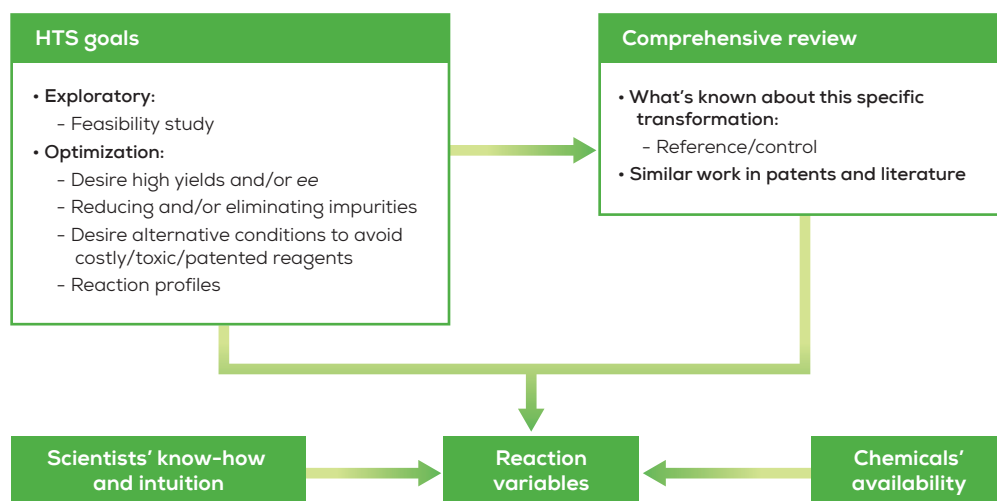 HTS goals
• Exploratory:
- Feasibility study
• Optimization:
- Desire high yields and/or ee
- Reducing and/or eliminating impurities
- Desire alternative conditions to avoid
costly/toxic/patented reagents
- Reaction profiles
Comprehensive review
• What's known about this specific
transformation:
- Reference/control
• Similar work in patents and literature
Scientists' know-how
and intuition
Reaction
variables
Chemicals'
availability